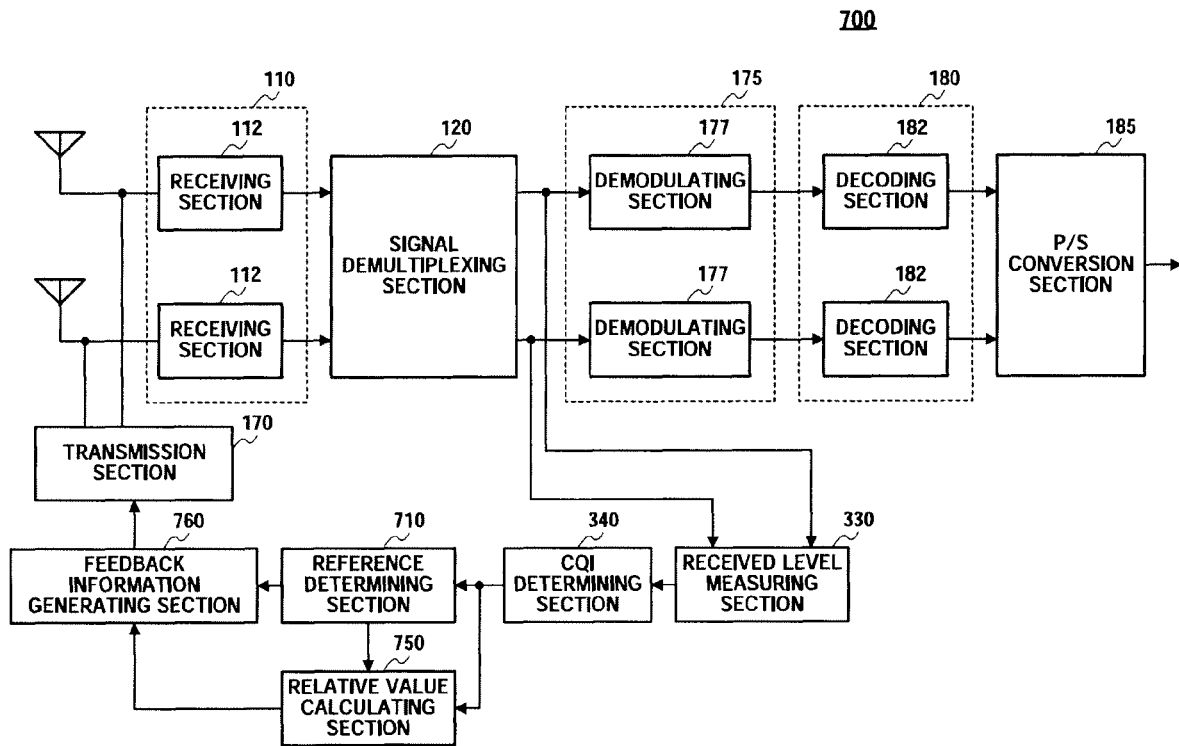 700
110
175
180
112
120
177
182
185
RECEIVING
SECTION
SIGNAL
DEMULTIPLEXING
SECTION
DEMODULATING
SECTION
DECODING
SECTION
P/S
CONVERSION
SECTION
112
177
182
RECEIVING
SECTION
DEMODULATING
SECTION
DECODING
SECTION
170
TRANSMISSION
SECTION
760
710
340
330
FEEDBACK
INFORMATION
GENERATING SECTION
REFERENCE
DETERMINING
SECTION
CQI
DETERMINING
SECTION
RECEIVED LEVEL
MEASURING
SECTION
750
RELATIVE VALUE
CALCULATING
SECTION